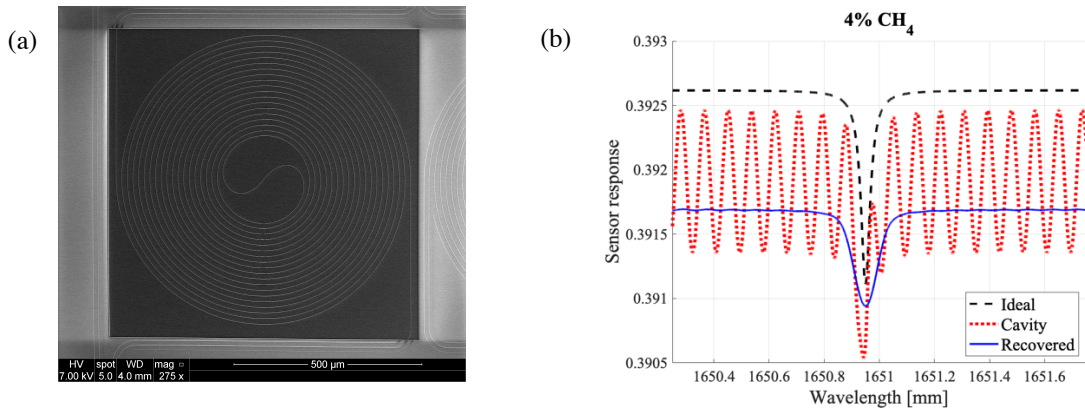 (a)
HV spot WD mag □
7.00 kV 5.0 4.0 mm 275 x
500 µm
(b)
4% CH4
Sensor response
0.393
0.3925
0.392
0.3915
0.391
0.3905
Ideal
Cavity
Recovered
1650.4 1650.6 1650.8 1651 1651.2 1651.4 1651.6
Wavelength [mm]